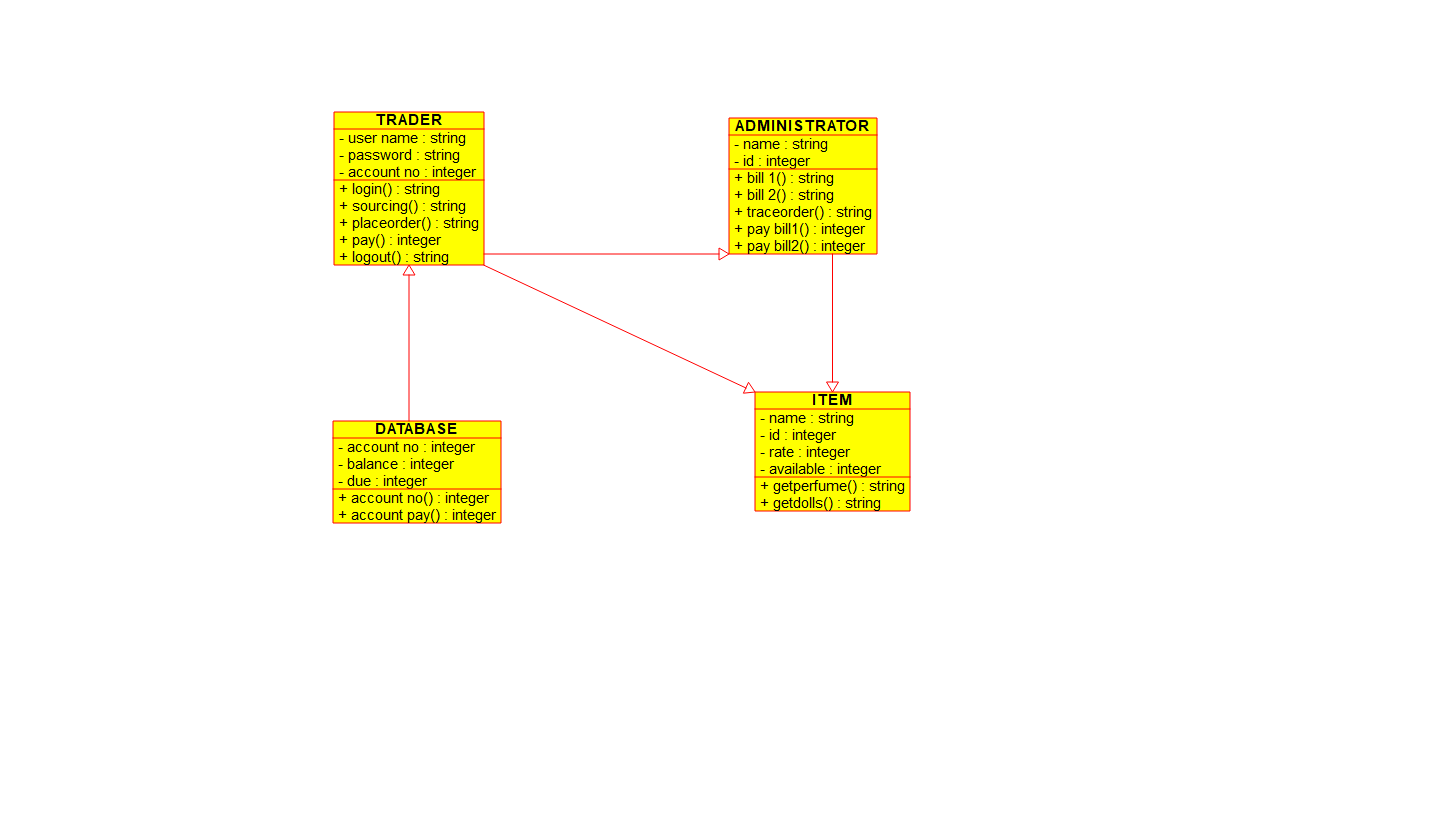 TRADER
- user name : string
- password : string
- account no : integer
+ login() : string
+ sourcing() : string
+ placeorder() : string
+ pay() : integer
+ logout() : string
ADMINISTRATOR
- name : string
- id : integer
+ bill 1() : string
+ bill 2() : string
+ traceorder() : string
+ pay bill1() : integer
+ pay bill2() : integer
DATABASE
- account no : integer
- balance : integer
- due : integer
+ account no() : integer
+ account pay() : integer
ITEM
- name : string
- id : integer
- rate : integer
- available : integer
+ getperfume() : string
+ getdolls() : string